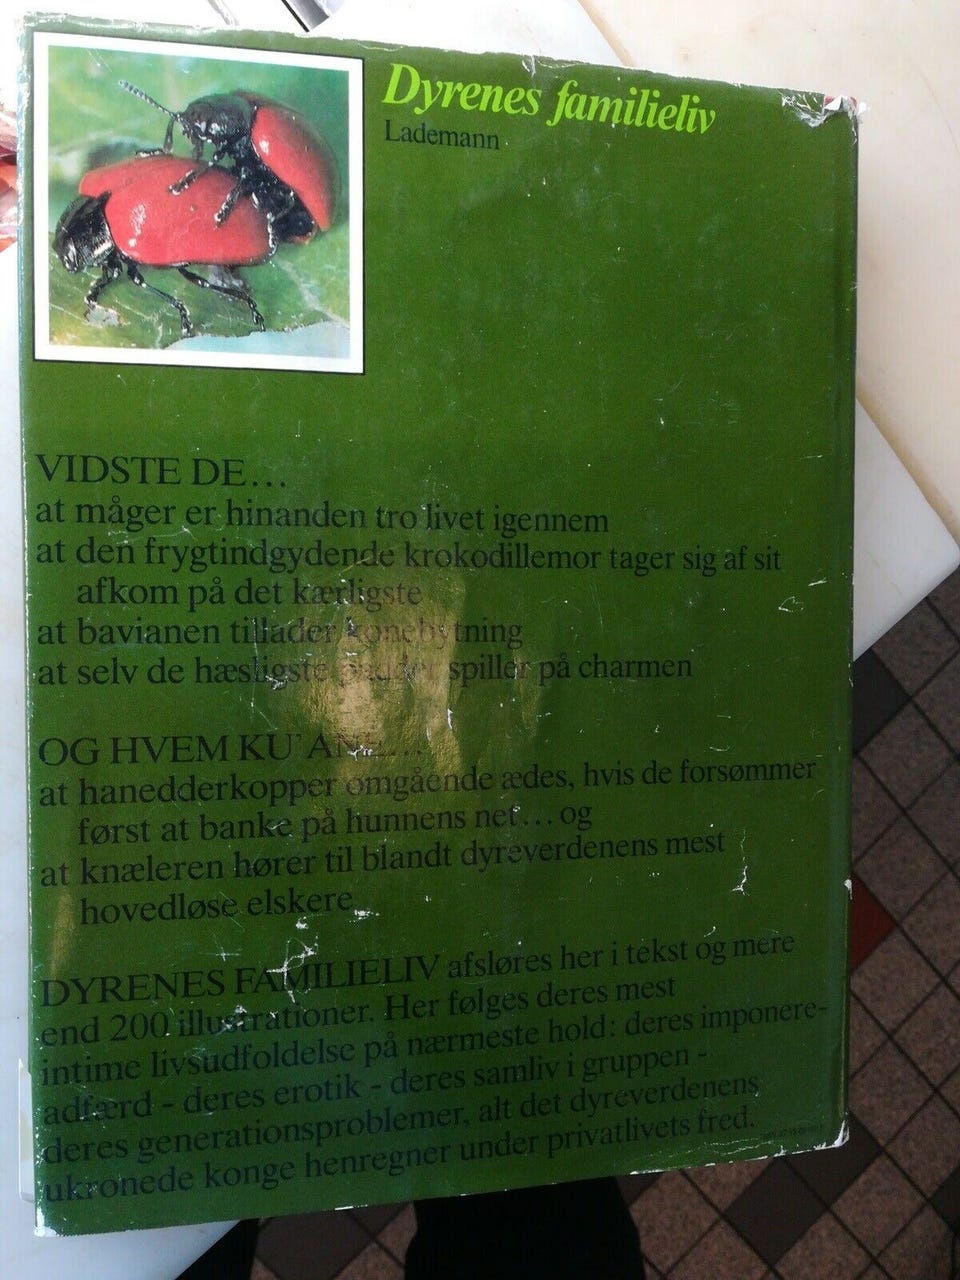 Dyrenes familieliv
Lademann
VIDSTE DE...
at måger er hinanden tro livet igennem
at den frygtindgydende krokodillemor tager sig af sit
afkom på det kærligste
at bavianen tillader konebytning
at selv de hæsligste padder spiller på charmen
OG HVEM KU' ANE...
at hanedderkopper omgående ædes, hvis de forsømmer
først at banke på hunnens net... og
at knæleren hører til blandt dyreverdenens mest
hovedløse elskere
DYRENES FAMILIELIV afsløres her i tekst og mere
end 200 illustrationer. Her følges deres mest
intime livsudfoldelse på nærmeste hold: deres imponere-
adfærd - deres erotik - deres samliv i gruppen -
deres generationsproblemer, alt det dyreverdenens
ukronede konge henregner under privatlivets fred.